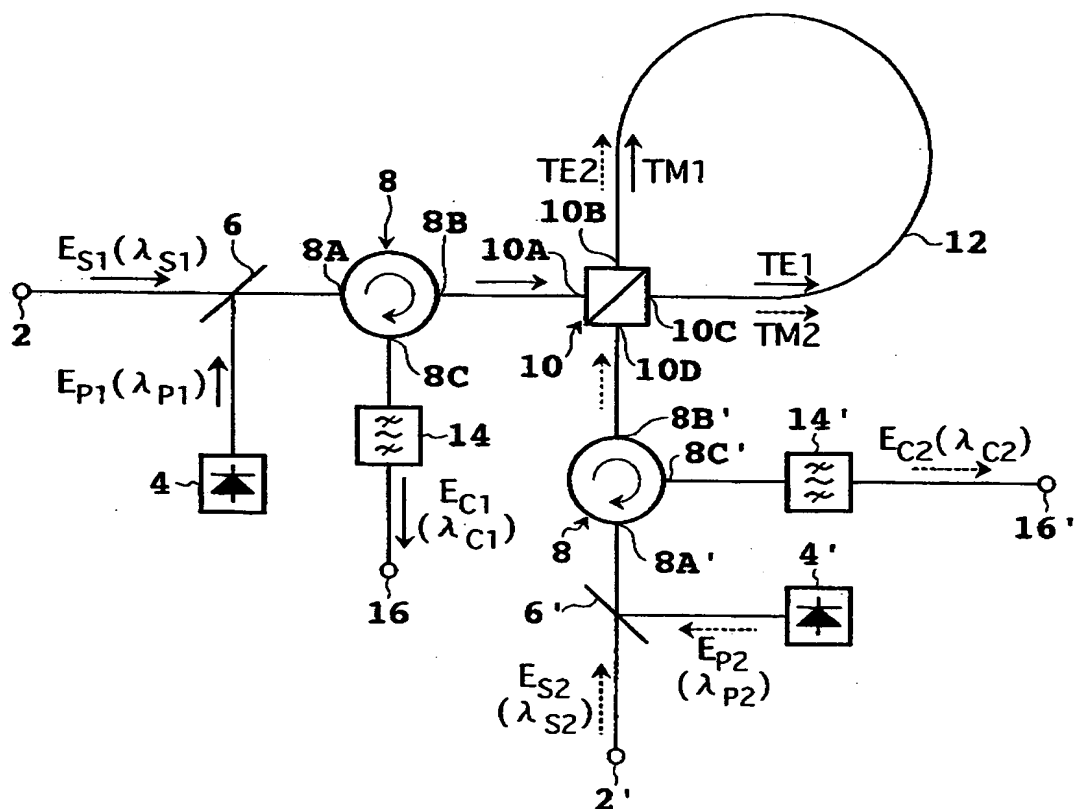 TE2
TM1
8
8B
10B
6
8A
10A
12
E_S1(λ_S1)
TE1
2
10C
TM2
8C
10
10D
E_P1(λ_P1)
8B'
14'
14
8C'
E_C2(λ_C2)
4
E_C1
(λ_C1)
16'
8
8A'
4'
16
6'
E_P2
(λ_P2)
E_S2
(λ_S2)
2'